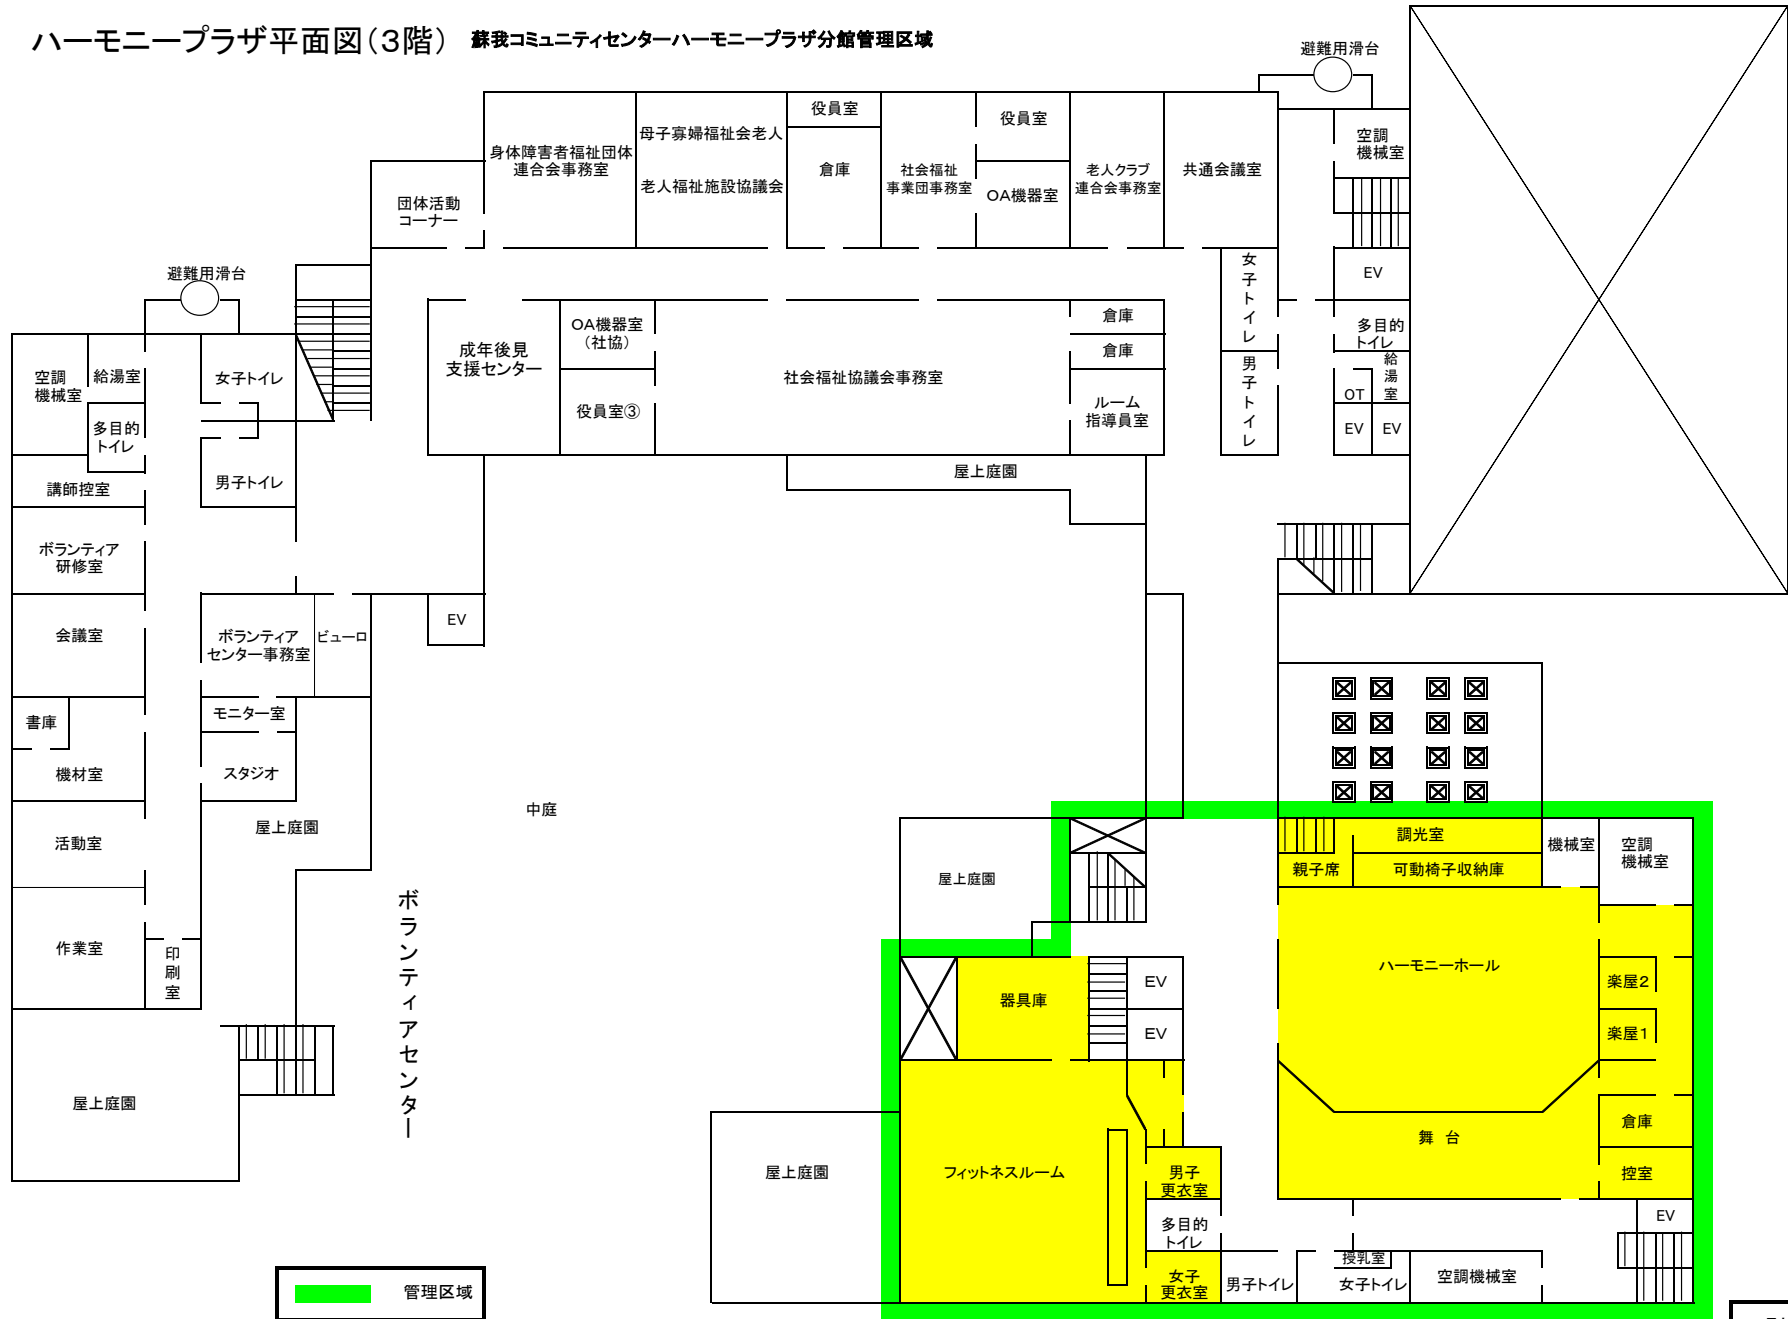 ハーモニープラザ平面図（3階）　蘇我コミュニティセンターハーモニープラザ分館管理区域
避難用滑台
身体障害者福祉団体
連合会事務室
母子寡婦福祉会老人
老人福祉施設協議会
役員室
倉庫
社会福祉
事業団事務室
役員室
OA機器室
老人クラブ
連合会事務室
共通会議室
空調
機械室
団体活動
コーナー
女子トイレ
男子トイレ
EV
多目的
トイレ
給湯室
OT
EV
EV
避難用滑台
空調
機械室
給湯室
多目的
トイレ
女子トイレ
男子トイレ
講師控室
成年後見
支援センター
OA機器室
（社協）
役員室③
社会福祉協議会事務室
倉庫
倉庫
ルーム
指導員室
屋上庭園
ボランティア
研修室
会議室
ボランティア
センター事務室
ビューロ
EV
書庫
機材室
モニター室
スタジオ
活動室
屋上庭園
中庭
作業室
印刷室
ボランティアセンター
屋上庭園
屋上庭園
調光室
親子席
可動椅子収納庫
機械室
空調
機械室
ハーモニーホール
楽屋2
楽屋1
器具庫
EV
EV
倉庫
舞 台
控室
屋上庭園
フィットネスルーム
男子
更衣室
多目的
トイレ
女子
更衣室
男子トイレ
授乳室
女子トイレ
空調機械室
EV
管理区域